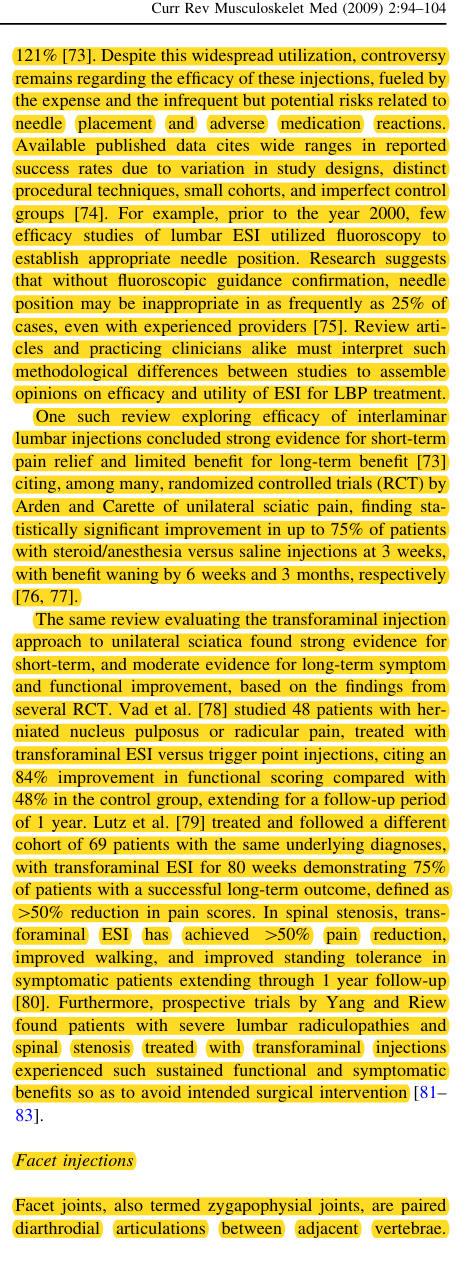 Curr Rev Musculoskelet Med (2009) 2:94–104
121% [73]. Despite this widespread utilization, controversy
remains regarding the efficacy of these injections, fueled by
the expense and the infrequent but potential risks related to
needle placement and adverse medication reactions.
Available published data cites wide ranges in reported
success rates due to variation in study designs, distinct
procedural techniques, small cohorts, and imperfect control
groups [74]. For example, prior to the year 2000, few
efficacy studies of lumbar ESI utilized fluoroscopy to
establish appropriate needle position. Research suggests
that without fluoroscopic guidance confirmation, needle
position may be inappropriate in as frequently as 25% of
cases, even with experienced providers [75]. Review arti-
cles and practicing clinicians alike must interpret such
methodological differences between studies to assemble
opinions on efficacy and utility of ESI for LBP treatment.
One such review exploring efficacy of interlaminar
lumbar injections concluded strong evidence for short-term
pain relief and limited benefit for long-term benefit [73]
citing, among many, randomized controlled trials (RCT) by
Arden and Carette of unilateral sciatic pain, finding sta-
tistically significant improvement in up to 75% of patients
with steroid/anesthesia versus saline injections at 3 weeks,
with benefit waning by 6 weeks and 3 months, respectively
[76, 77].
The same review evaluating the transforaminal injection
approach to unilateral sciatica found strong evidence for
short-term, and moderate evidence for long-term symptom
and functional improvement, based on the findings from
several RCT. Vad et al. [78] studied 48 patients with her-
niated nucleus pulposus or radicular pain, treated with
transforaminal ESI versus trigger point injections, citing an
84% improvement in functional scoring compared with
48% in the control group, extending for a follow-up period
of 1 year. Lutz et al. [79] treated and followed a different
cohort of 69 patients with the same underlying diagnoses,
with transforaminal ESI for 80 weeks demonstrating 75%
of patients with a successful long-term outcome, defined as
>50% reduction in pain scores. In spinal stenosis, trans-
foraminal ESI has achieved >50% pain reduction,
improved walking, and improved standing tolerance in
symptomatic patients extending through 1 year follow-up
[80]. Furthermore, prospective trials by Yang and Riew
found patients with severe lumbar radiculopathies and
spinal stenosis treated with transforaminal injections
experienced such sustained functional and symptomatic
benefits so as to avoid intended surgical intervention [81–
83].
Facet injections
Facet joints, also termed zygapophysial joints, are paired
diarthrodial articulations between adjacent vertebrae.